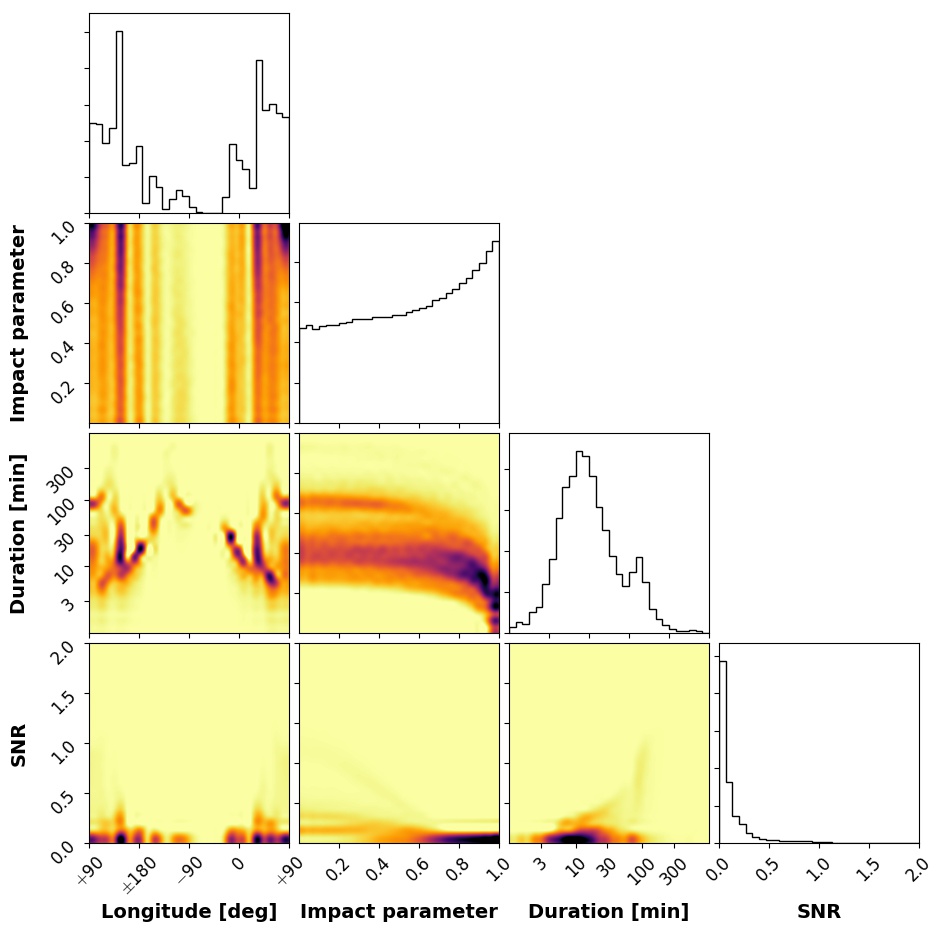 Impact parameter
1.0
0.8
0.6
0.4
0.2
Duration [min]
300
100
30
10
3
SNR
2.0
1.5
1.0
0.5
0.0
+90 ±180 −90 0 +90
0.2 0.4 0.6 0.8 1.0
3 10 30 100 300
0.0 0.5 1.0 1.5 2.0
Longitude [deg] Impact parameter Duration [min] SNR